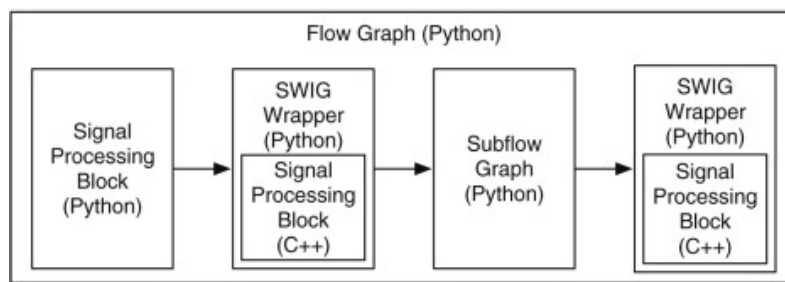 Flow Graph (Python)
Signal
Processing
Block
(Python)
SWIG
Wrapper
(Python)
Signal
Processing
Block
(C++)
Subflow
Graph
(Python)
SWIG
Wrapper
(Python)
Signal
Processing
Block
(C++)